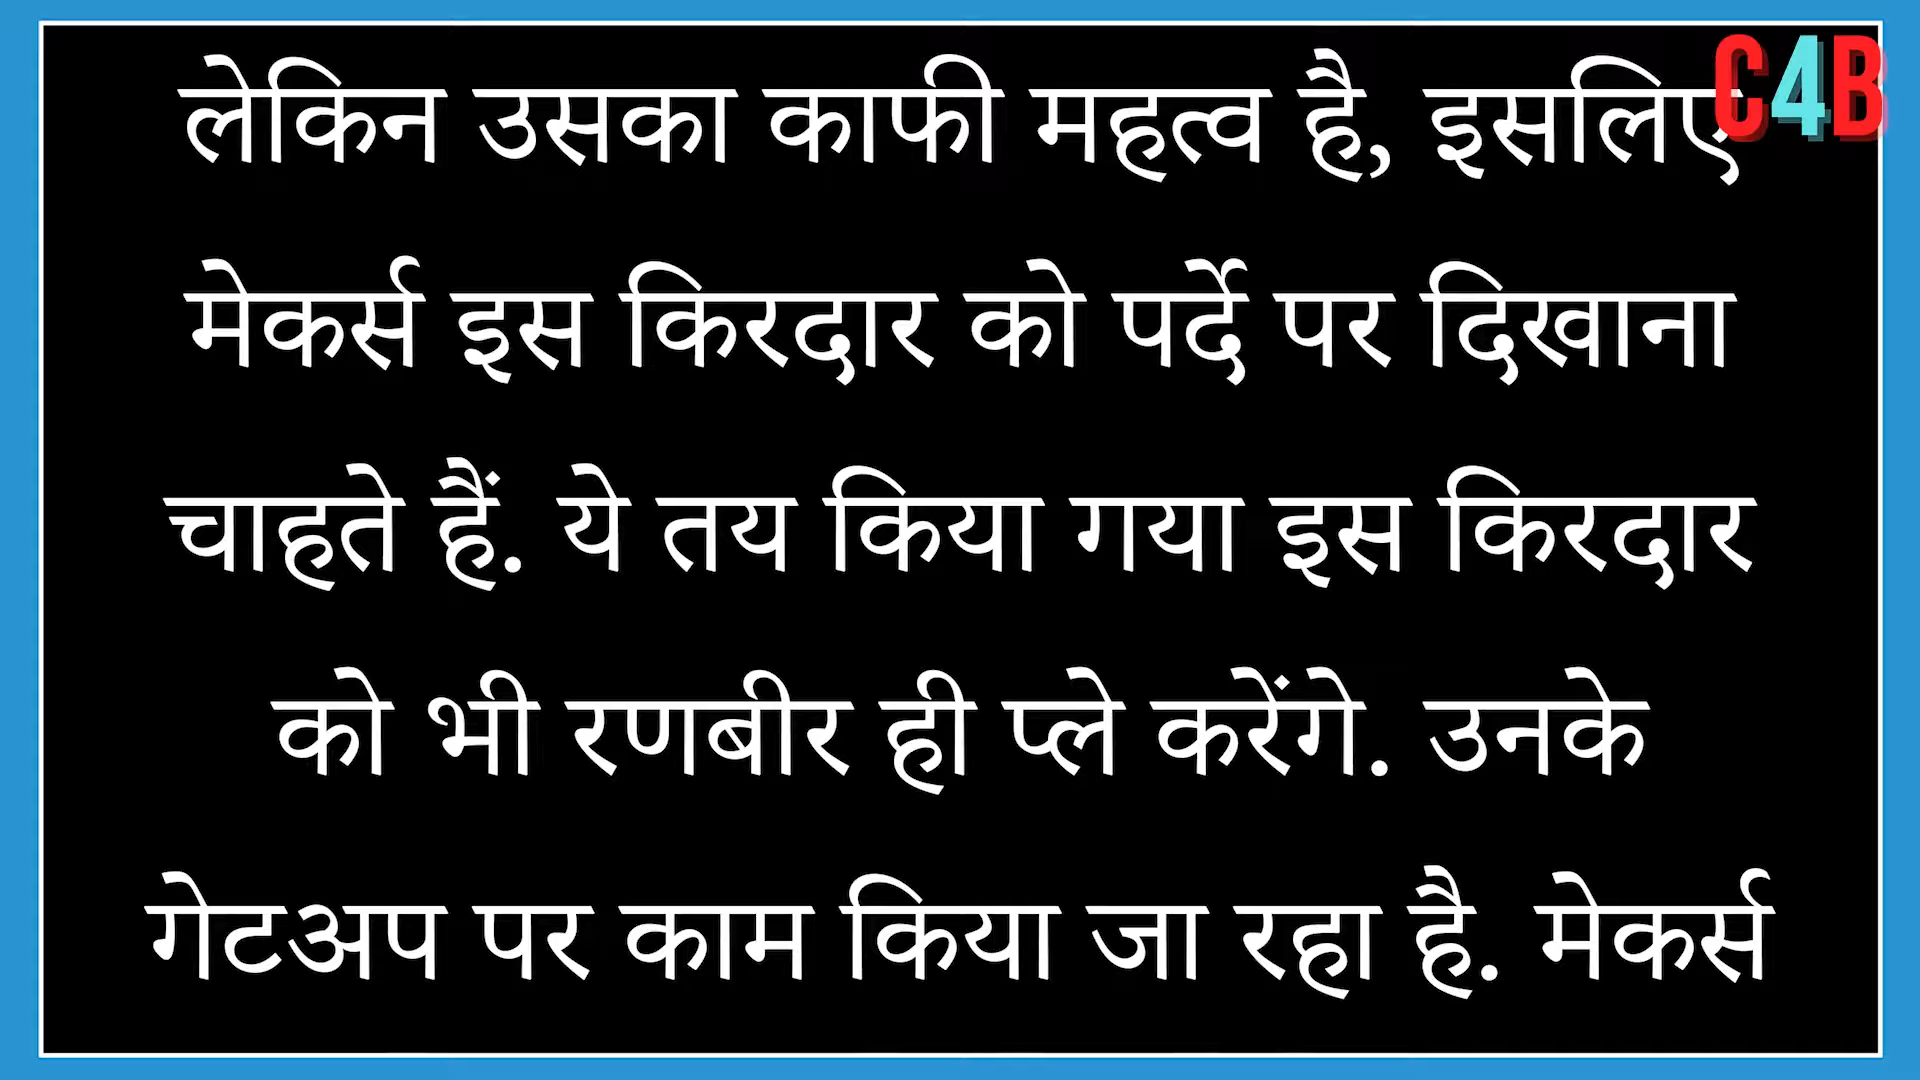 लेकिन उसका काफी महत्व है, इसलिए
C4B
मेकर्स इस किरदार को पर्दे पर दिखाना
चाहते हैं. ये तय किया गया इस किरदार
को भी रणबीर ही प्ले करेंगे. उनके
गेटअप पर काम किया जा रहा है. मेकर्स